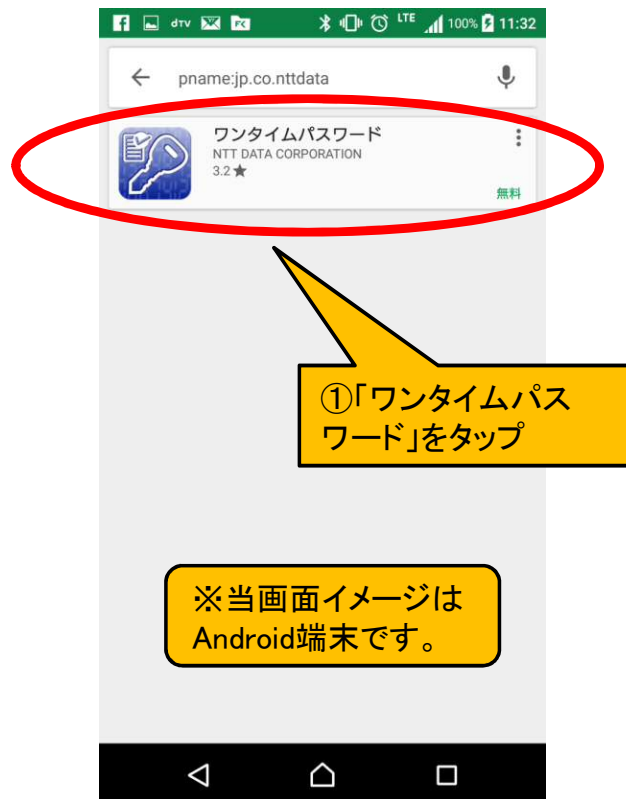 dTV LTE 100% 11:32
pname:jp.co.nttdata
ワンタイムパスワード
NTT DATA CORPORATION
3.2★
無料
①「ワンタイムパス
ワード」をタップ
※当画面イメージは
Android端末です。